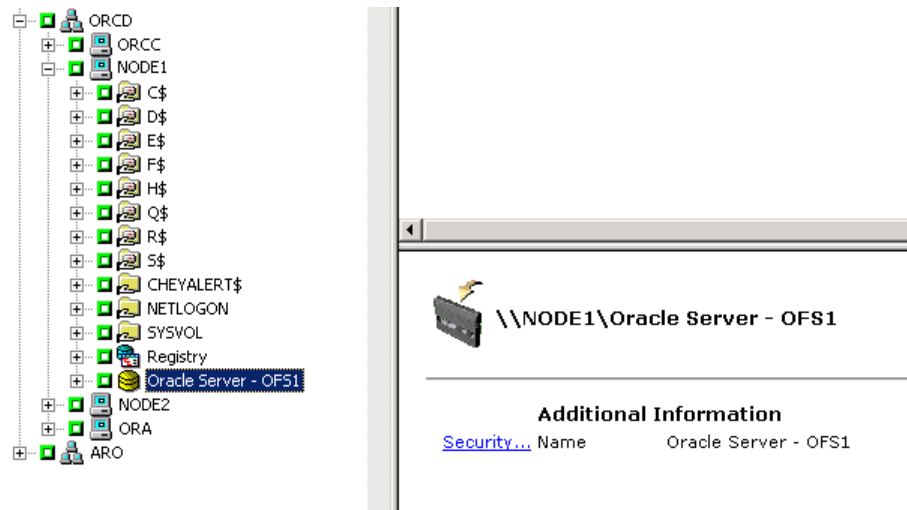 ORCD
ORCC
NODE1
C$
D$
E$
F$
H$
Q$
R$
S$
CHEYALERT$
NETLOGON
SYSVOL
Registry
Oracle Server - OFS1
NODE2
ORA
ARO
\\NODE1\Oracle Server - OFS1
Additional Information
Security... Name Oracle Server - OFS1